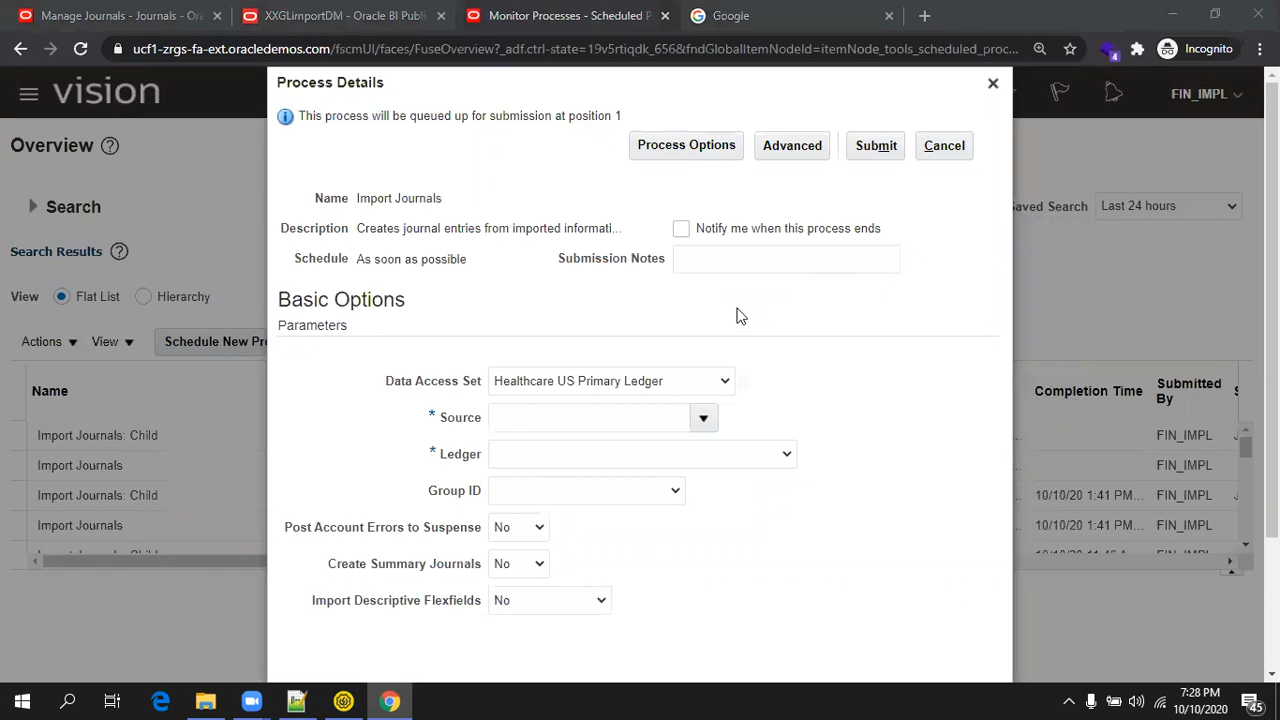 Manage Journals - Journals - Orac
XXGLImportDM - Oracle BI Publis
Monitor Processes - Scheduled P
Google
ucf1-zrgs-fa-ext.oracledemos.com/fscmUI/faces/FuseOverview?_adf.ctrl-state=19v5rtiqdk_656&fndGlobalItemNodeId=itemNode_tools_scheduled_proc...
4
Incognito
vision
FIN_IMPL
Overview
Search
Saved Search Last 24 hours
Search Results
View Flat List Hierarchy
Actions View Schedule New Pro
Name Completion Time Submitted By
Import Journals: Child FIN_IMPL
Import Journals FIN_IMPL
Import Journals: Child 10/10/20 1:41 PM... FIN_IMPL
Import Journals 10/10/20 1:41 PM... FIN_IMPL
Process Details
This process will be queued up for submission at position 1
Process Options Advanced Submit Cancel
Name Import Journals
Description Creates journal entries from imported informati...
Notify me when this process ends
Schedule As soon as possible
Submission Notes
Basic Options
Parameters
Data Access Set Healthcare US Primary Ledger
* Source
* Ledger
Group ID
Post Account Errors to Suspense No
Create Summary Journals No
Import Descriptive Flexfields No
7:28 PM
10/10/2020
45